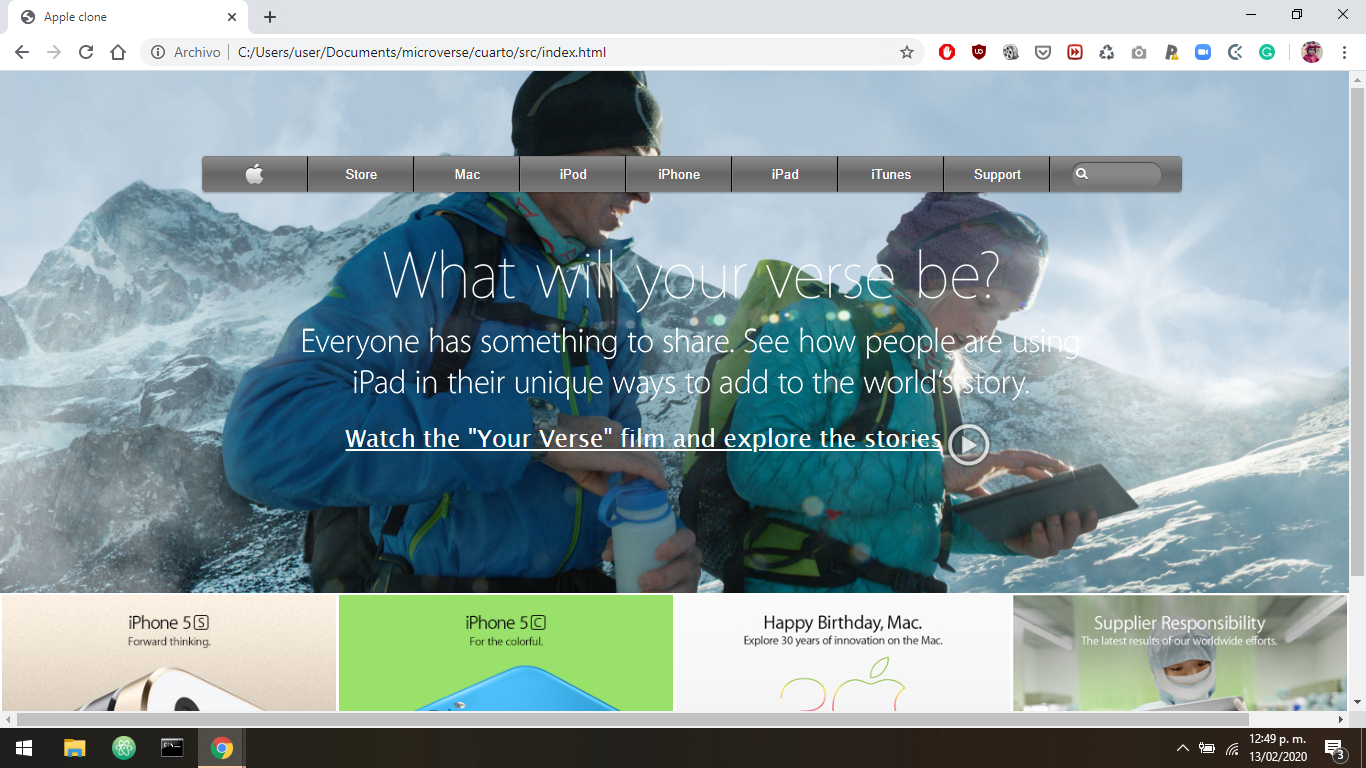 Apple clone
Archivo
C:/Users/user/Documents/microverse/cuarto/src/index.html
Store
Mac
iPod
iPhone
iPad
iTunes
Support
What will your verse be?
Everyone has something to share. See how people are using
iPad in their unique ways to add to the world's story.
Watch the "Your Verse" film and explore the stories
iPhone 5S
Forward thinking.
iPhone 5C
For the colorful.
Happy Birthday, Mac.
Explore 30 years of innovation on the Mac.
30
Supplier Responsibility
The latest results of our worldwide efforts.
12:49 p. m.
13/02/2020
3